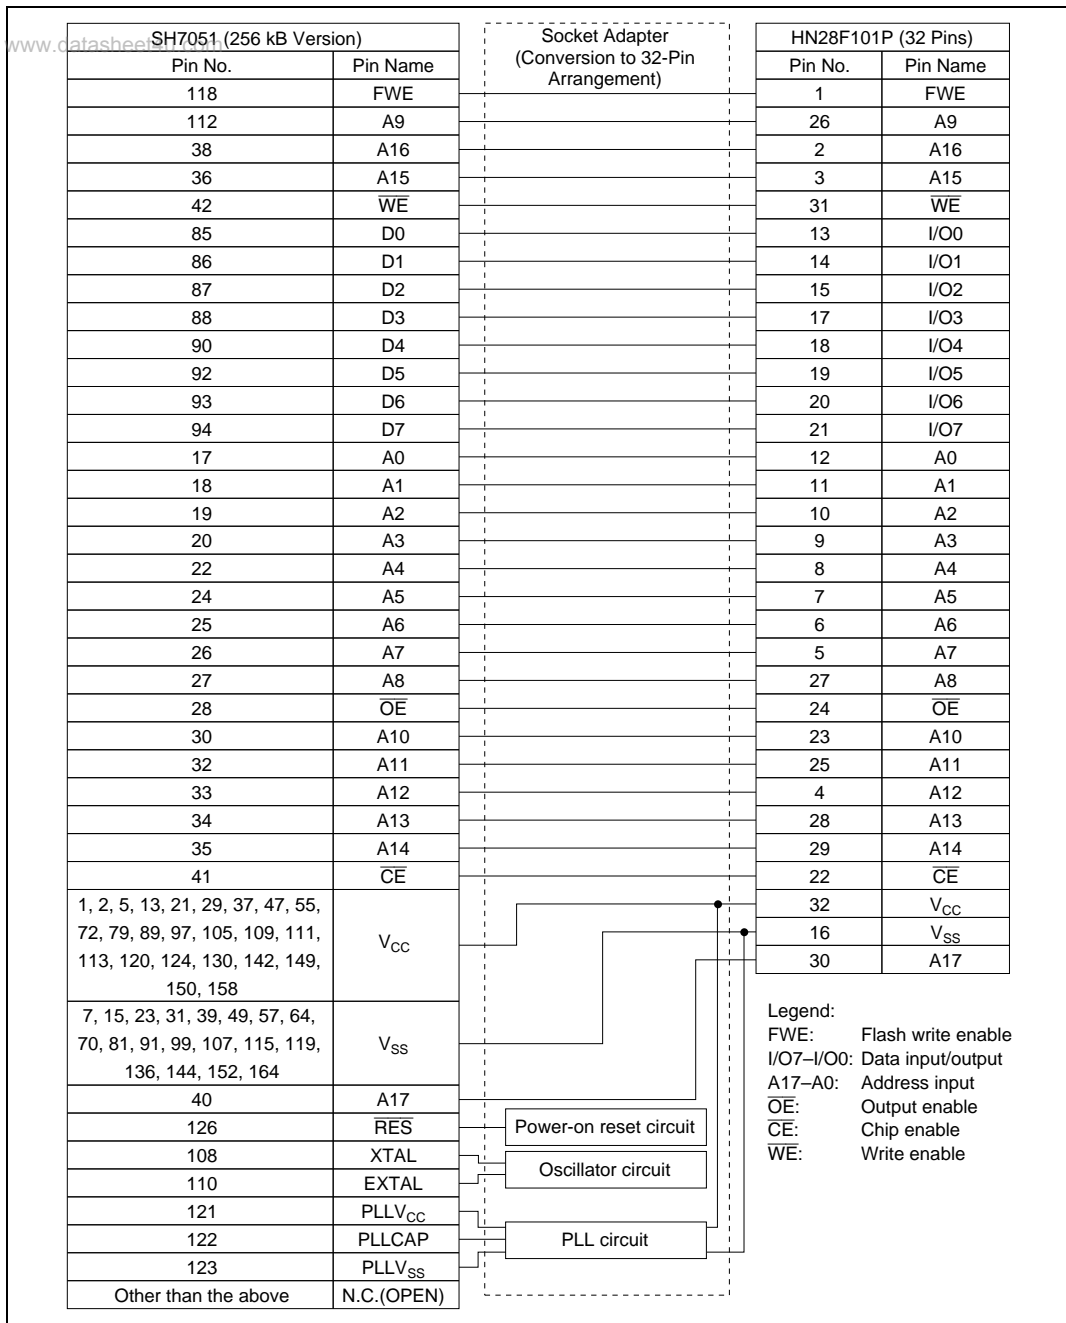 www.datasheet4u.com
SH7051 (256 kB Version)
Pin No. Pin Name
118 FWE
112 A9
38 A16
36 A15
42 WE
85 D0
86 D1
87 D2
88 D3
90 D4
92 D5
93 D6
94 D7
17 A0
18 A1
19 A2
20 A3
22 A4
24 A5
25 A6
26 A7
27 A8
28 OE
30 A10
32 A11
33 A12
34 A13
35 A14
41 CE
1, 2, 5, 13, 21, 29, 37, 47, 55,
72, 79, 89, 97, 105, 109, 111,
113, 120, 124, 130, 142, 149,
150, 158
VCC
7, 15, 23, 31, 39, 49, 57, 64,
70, 81, 91, 99, 107, 115, 119,
136, 144, 152, 164
VSS
40 A17
126 RES
108 XTAL
110 EXTAL
121 PLLVCC
122 PLLCAP
123 PLLVSS
Other than the above N.C.(OPEN)
Socket Adapter
(Conversion to 32-Pin
Arrangement)
Power-on reset circuit
Oscillator circuit
PLL circuit
HN28F101P (32 Pins)
Pin No. Pin Name
1 FWE
26 A9
2 A16
3 A15
31 WE
13 I/O0
14 I/O1
15 I/O2
17 I/O3
18 I/O4
19 I/O5
20 I/O6
21 I/O7
12 A0
11 A1
10 A2
9 A3
8 A4
7 A5
6 A6
5 A7
27 A8
24 OE
23 A10
25 A11
4 A12
28 A13
29 A14
22 CE
32 VCC
16 VSS
30 A17
Legend:
FWE: Flash write enable
I/O7–I/O0: Data input/output
A17–A0: Address input
OE: Output enable
CE: Chip enable
WE: Write enable